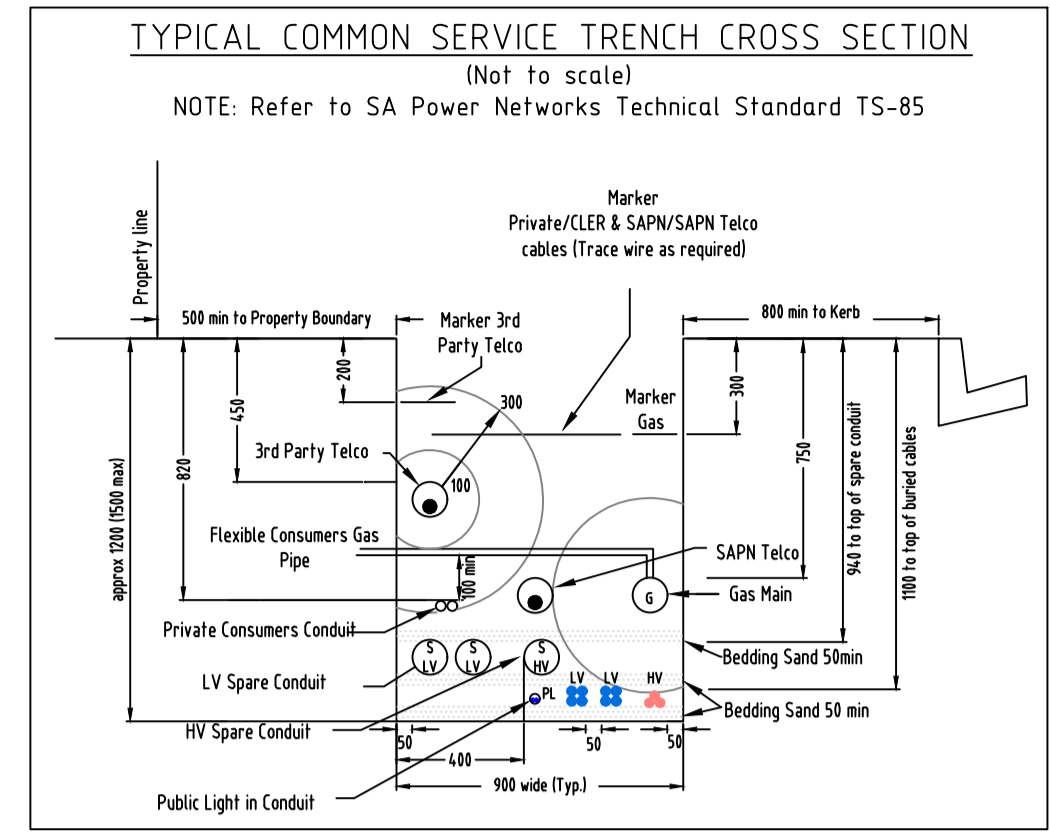 TYPICAL COMMON SERVICE TRENCH CROSS SECTION
(Not to scale)
NOTE: Refer to SA Power Networks Technical Standard TS-85
Marker
Private/CLER & SAPN/SAPN Telco
cables (Trace wire as required)
Property line
500 min to Property Boundary
Marker 3rd
Party Telco
800 min to Kerb
200
300
450
Marker
Gas
300
750
820
3rd Party Telco
100
940 to top of spare conduit
1100 to top of buried cables
approx 1200 (1500 max)
Flexible Consumers Gas
Pipe
100 min
SAPN Telco
G
Gas Main
Private Consumers Conduit
S
LV
S
LV
S
HV
Bedding Sand 50min
LV Spare Conduit
LV
LV
HV
PL
Bedding Sand 50 min
HV Spare Conduit
50
50
50
400
900 wide (Typ.)
Public Light in Conduit